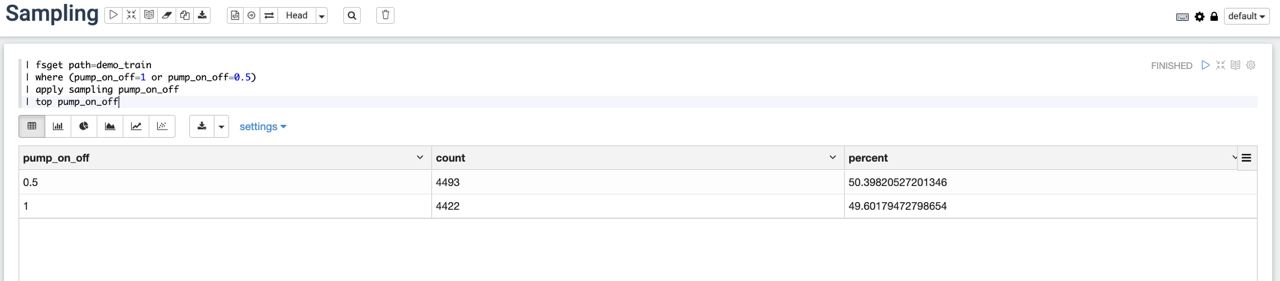 Sampling
Head
default
FINISHED
| fsget path=demo_train
| where (pump_on_off=1 or pump_on_off=0.5)
| apply sampling pump_on_off
| top pump_on_off
settings
pump_on_off count percent
0.5 4493 50.39820527201346
1 4422 49.60179472798654